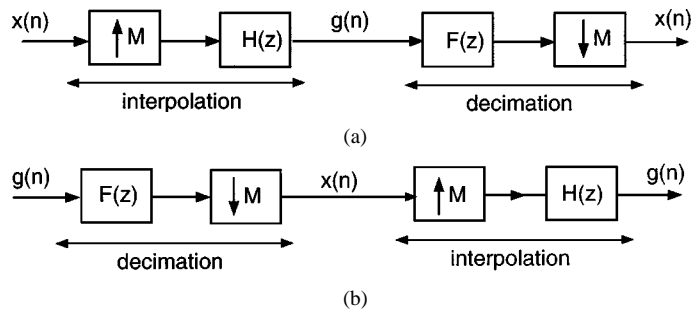 x(n) ↑ M H(z) g(n) F(z) ↓ M x(n)
interpolation decimation
(a)
g(n) F(z) ↓ M x(n) ↑ M H(z) g(n)
decimation interpolation
(b)